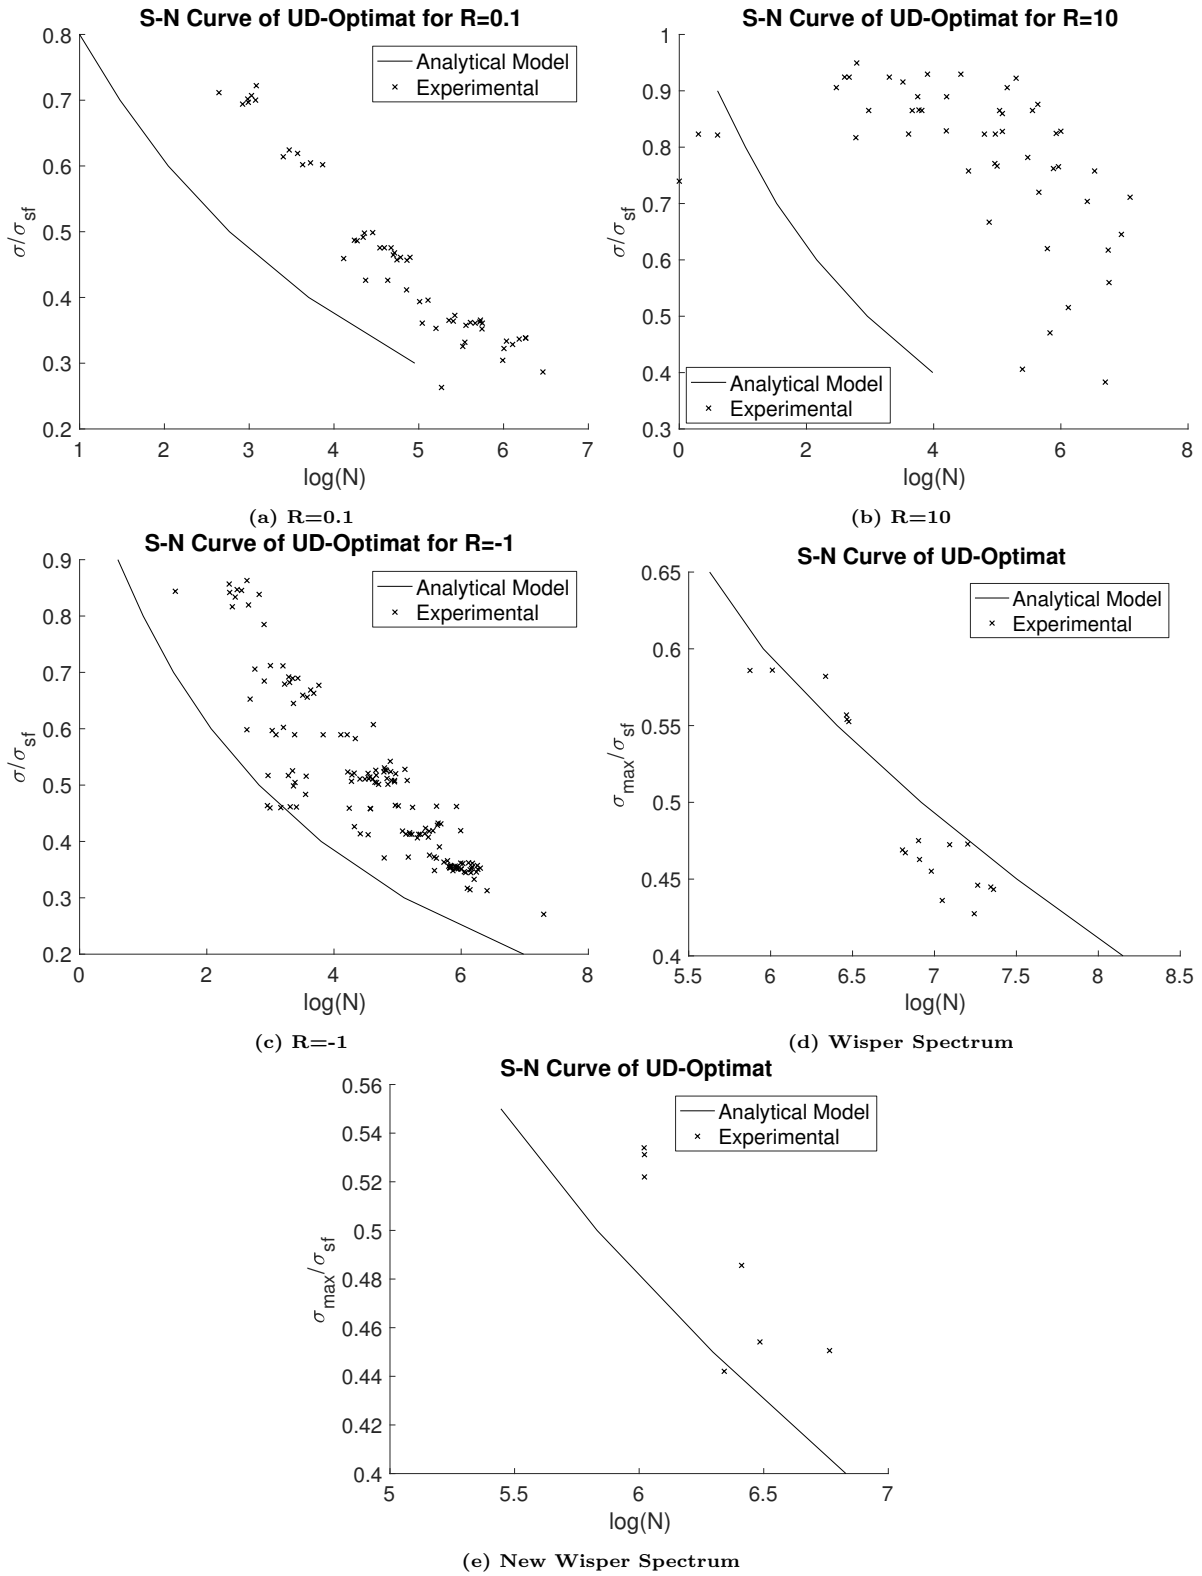 S-N Curve of UD-Optimat for R=0.1
0.8
0.7
0.6
0.5
0.4
0.3
0.2
σ/σsf
Analytical Model
Experimental
1 2 3 4 5 6 7
log(N)
(a) R=0.1
S-N Curve of UD-Optimat for R=10
1
0.9
0.8
0.7
0.6
0.5
0.4
0.3
σ/σsf
Analytical Model
Experimental
0 2 4 6 8
log(N)
(b) R=10
S-N Curve of UD-Optimat for R=-1
0.9
0.8
0.7
0.6
0.5
0.4
0.3
0.2
σ/σsf
Analytical Model
Experimental
0 2 4 6 8
log(N)
(c) R=-1
S-N Curve of UD-Optimat
0.65
0.6
0.55
0.5
0.45
0.4
σmax/σsf
Analytical Model
Experimental
5.5 6 6.5 7 7.5 8 8.5
log(N)
(d) Wisper Spectrum
S-N Curve of UD-Optimat
0.56
0.54
0.52
0.5
0.48
0.46
0.44
0.42
0.4
σmax/σsf
Analytical Model
Experimental
5 5.5 6 6.5 7
log(N)
(e) New Wisper Spectrum